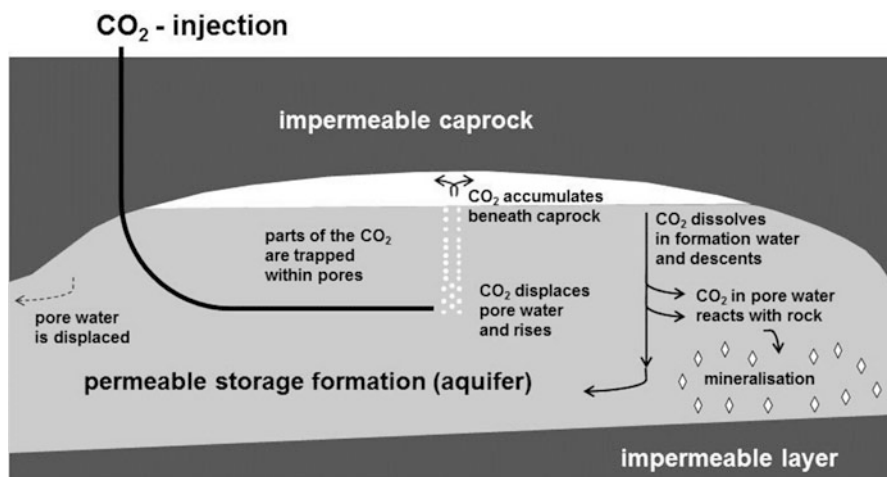 CO₂ - injection
impermeable caprock
CO₂ accumulates
beneath caprock
parts of the CO₂
are trapped
within pores
CO₂ dissolves
in formation water
and descents
CO₂ displaces
pore water
and rises
CO₂ in pore water
reacts with rock
pore water
is displaced
mineralisation
permeable storage formation (aquifer)
impermeable layer